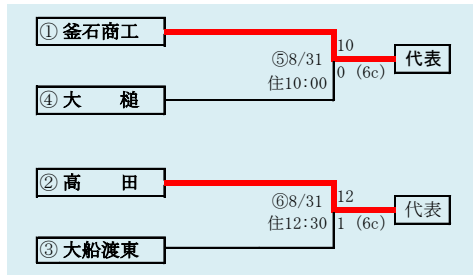 ① 釜石商工
10
⑤8/31
代表
0 (6c)
住10:00
④ 大　槌
② 高　田
12
⑥8/31
代表
住12:30
1 (6c)
③ 大船渡東